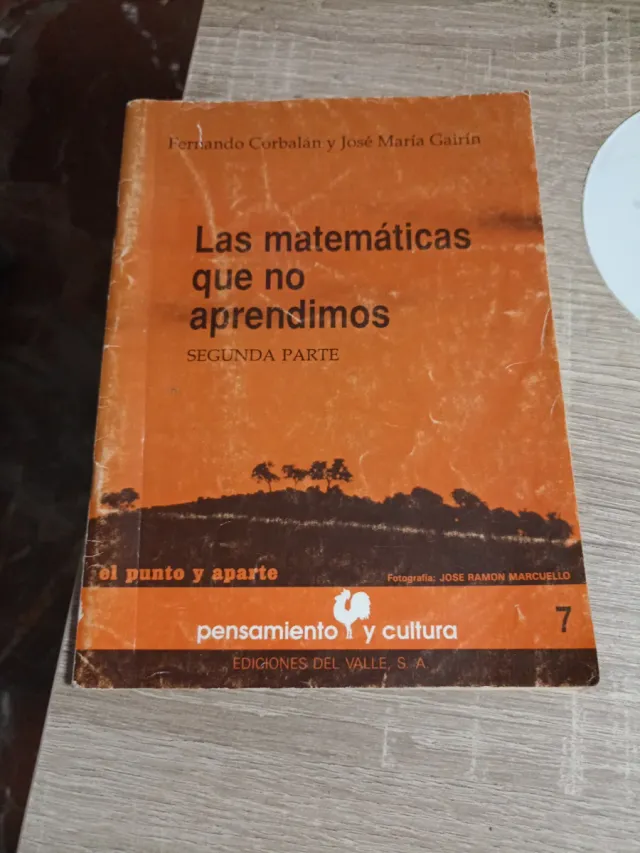 Fernando Corbalán y José María Gairín
Las matemáticas
que no
aprendimos
SEGUNDA PARTE
el punto y aparte
Fotografía: JOSE RAMON MARCUELLO
pensamiento y cultura
7
EDICIONES DEL VALLE, S. A.